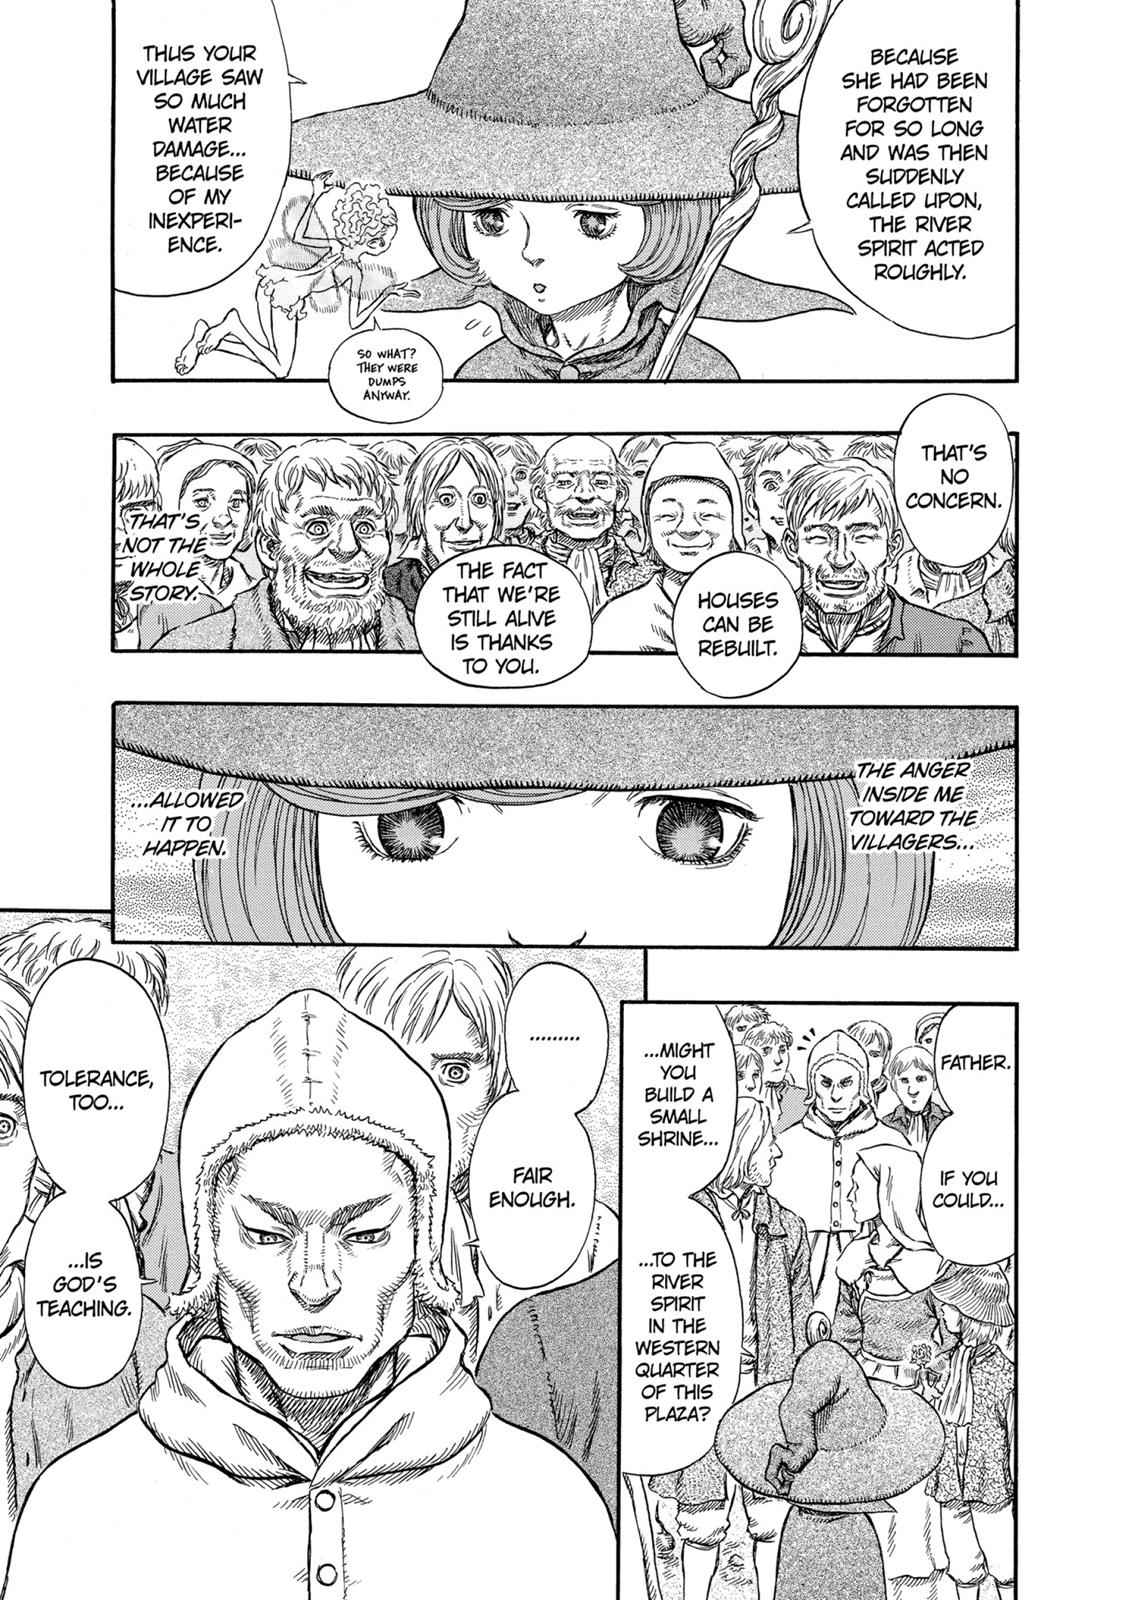 BECAUSE
SHE HAD BEEN
FORGOTTEN
FOR SO LONG
AND WAS THEN
SUDDENLY
CALLED UPON,
THE RIVER
SPIRIT ACTED
ROUGHLY.
THUS YOUR
VILLAGE SAW
SO MUCH
WATER
DAMAGE...
BECAUSE
OF MY
INEXPERI-
ENCE.
SO WHAT?
THEY WERE
DUMPS
ANYWAY.
THAT'S
NO
CONCERN.
HOUSES
CAN BE
REBUILT.
THE FACT
THAT WE'RE
STILL ALIVE
IS THANKS
TO YOU.
THAT'S
NOT THE
WHOLE
STORY.
THE ANGER
INSIDE ME
TOWARD THE
VILLAGERS...
...ALLOWED
IT TO
HAPPEN.
FATHER.
IF YOU
COULD...
...MIGHT
YOU
BUILD A
SMALL
SHRINE...
...TO THE
RIVER
SPIRIT
IN THE
WESTERN
QUARTER
OF THIS
PLAZA?
.........
FAIR
ENOUGH.
TOLERANCE,
TOO...
...IS
GOD'S
TEACHING.